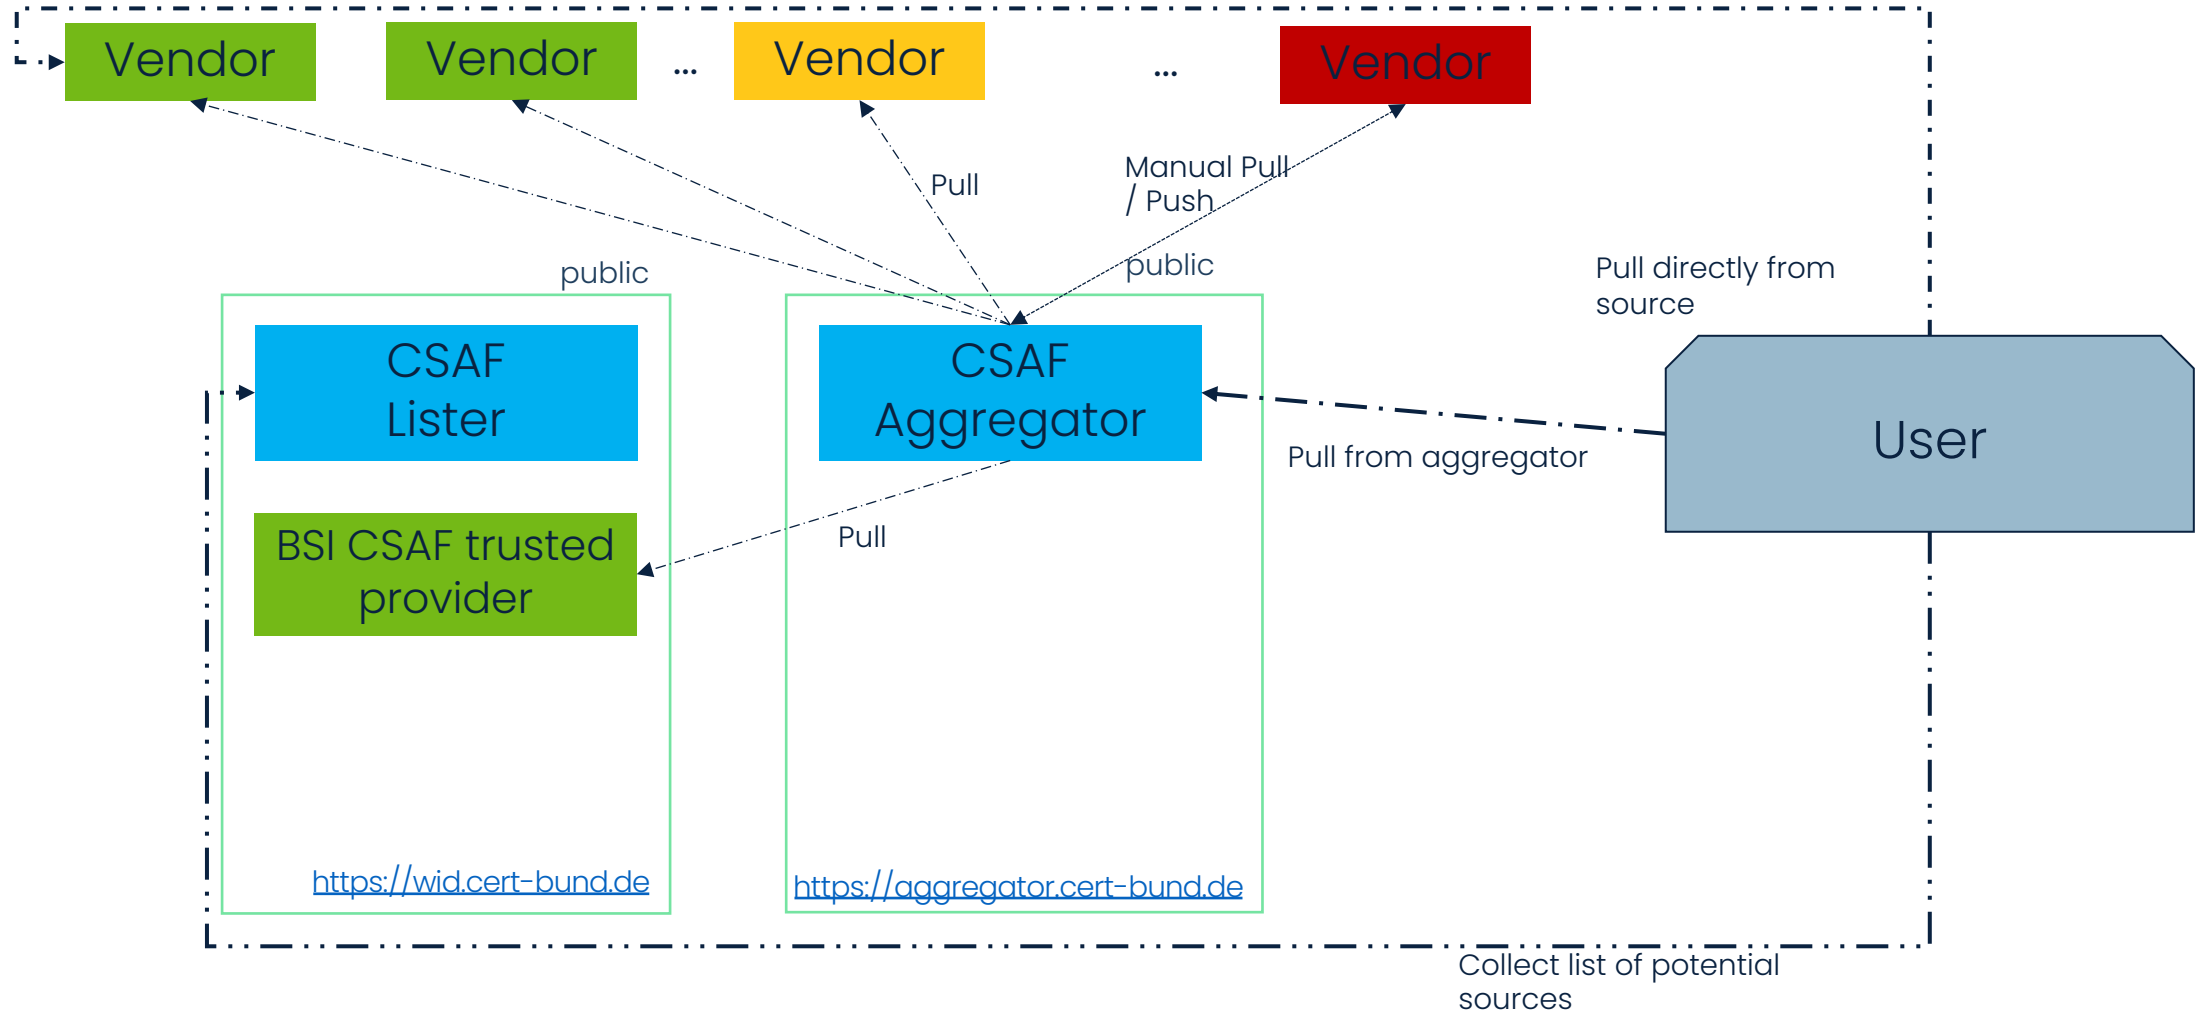 Vendor
Vendor
...
Vendor
...
Vendor
Pull
Manual Pull
/ Push
public
public
Pull directly from
source
CSAF
Lister
CSAF
Aggregator
User
Pull from aggregator
BSI CSAF trusted
provider
Pull
https://wid.cert-bund.de
https://aggregator.cert-bund.de
Collect list of potential
sources